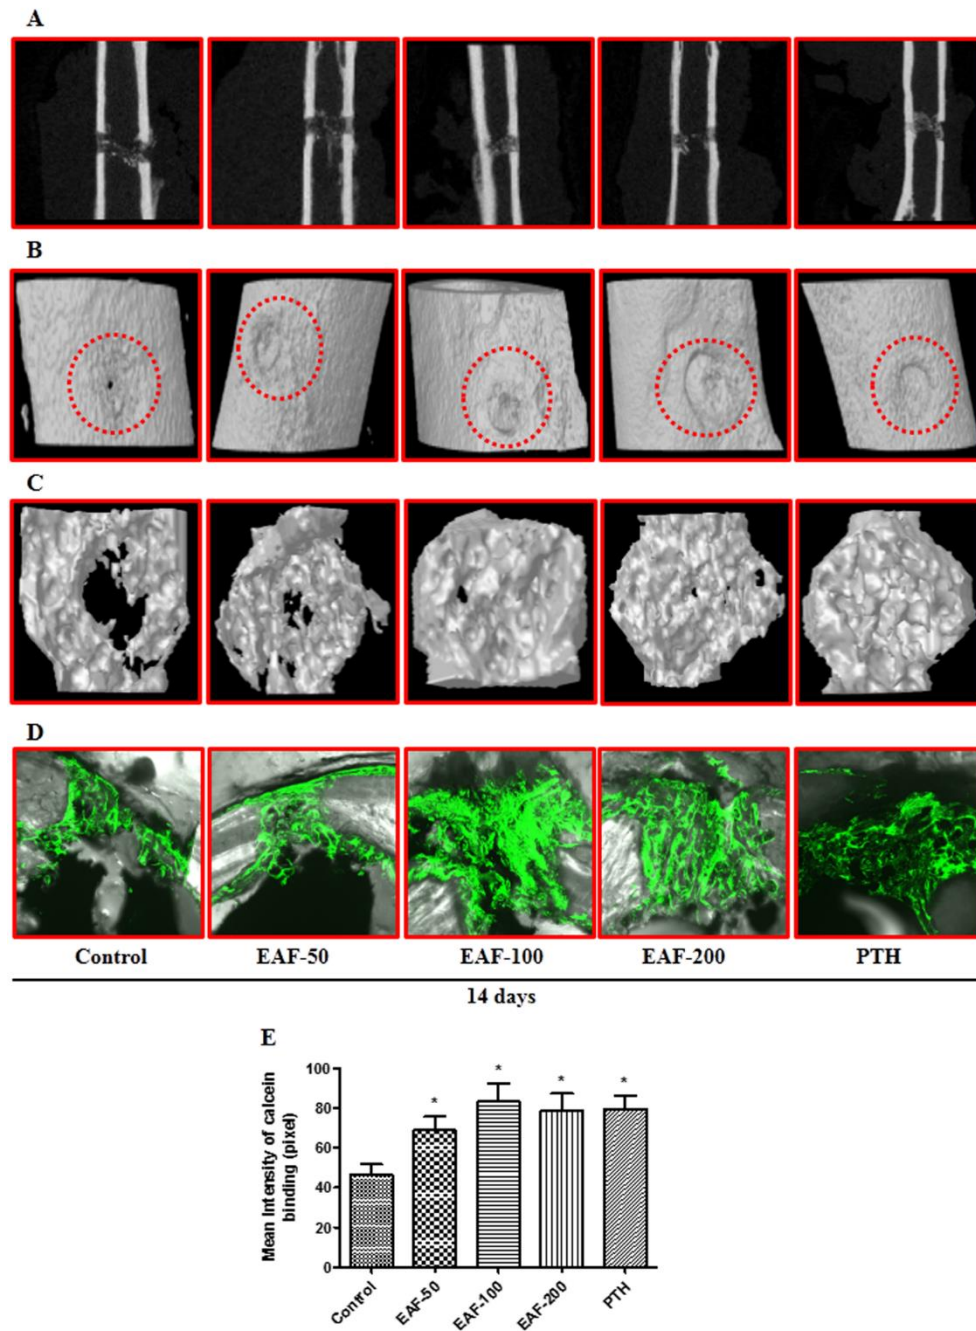 A
B
C
D
Control EAF-50 EAF-100 EAF-200 PTH
14 days
E
Mean Intensity of calcein
binding (pixel)
100
80
60
40
20
0
* * * *
Control EAF-50 EAF-100 EAF-200 PTH